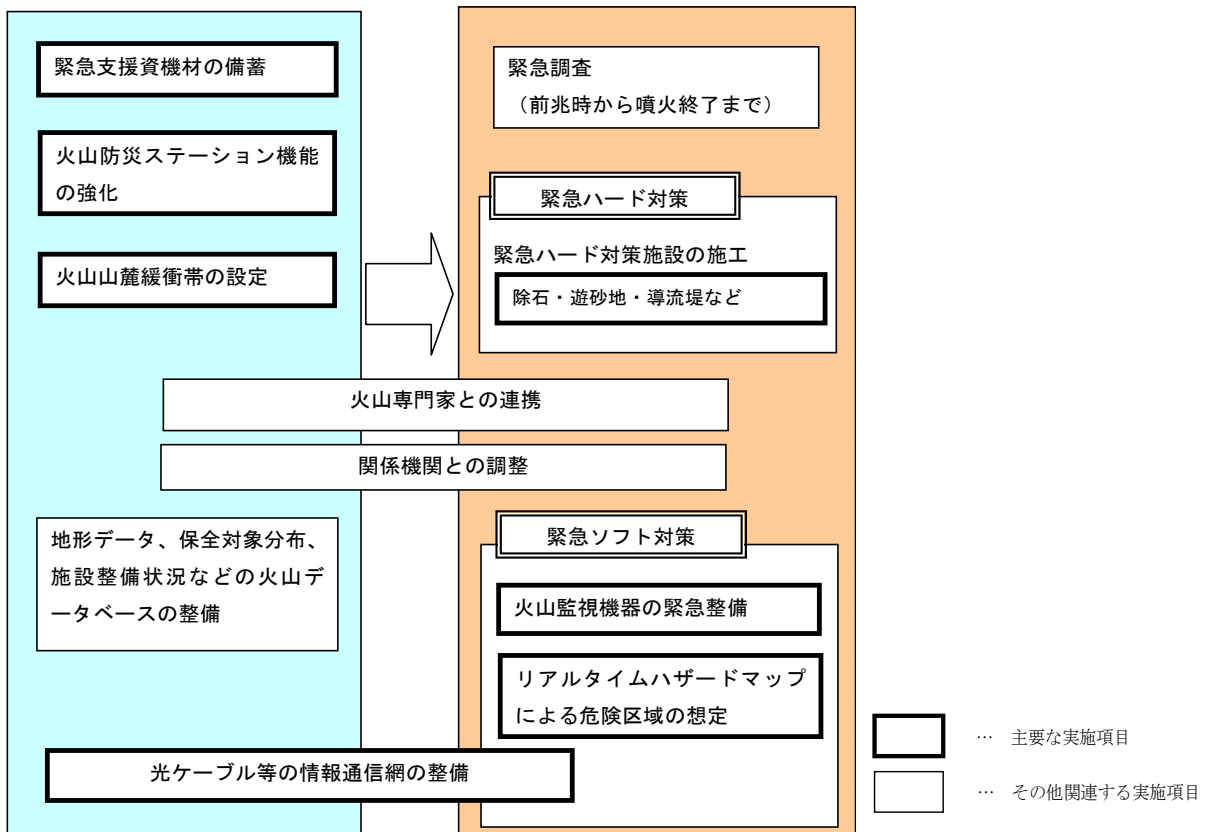 緊急支援資機材の備蓄
火山防災ステーション機能
の強化
火山山麓緩衝帯の設定
緊急調査
（前兆時から噴火終了まで）
緊急ハード対策
緊急ハード対策施設の施工
除石・遊砂地・導流堤など
火山専門家との連携
関係機関との調整
地形データ、保全対象分布、
施設整備状況などの火山デ
ータベースの整備
緊急ソフト対策
火山監視機器の緊急整備
リアルタイムハザードマップ
による危険区域の想定
光ケーブル等の情報通信網の整備
… 主要な実施項目
… その他関連する実施項目